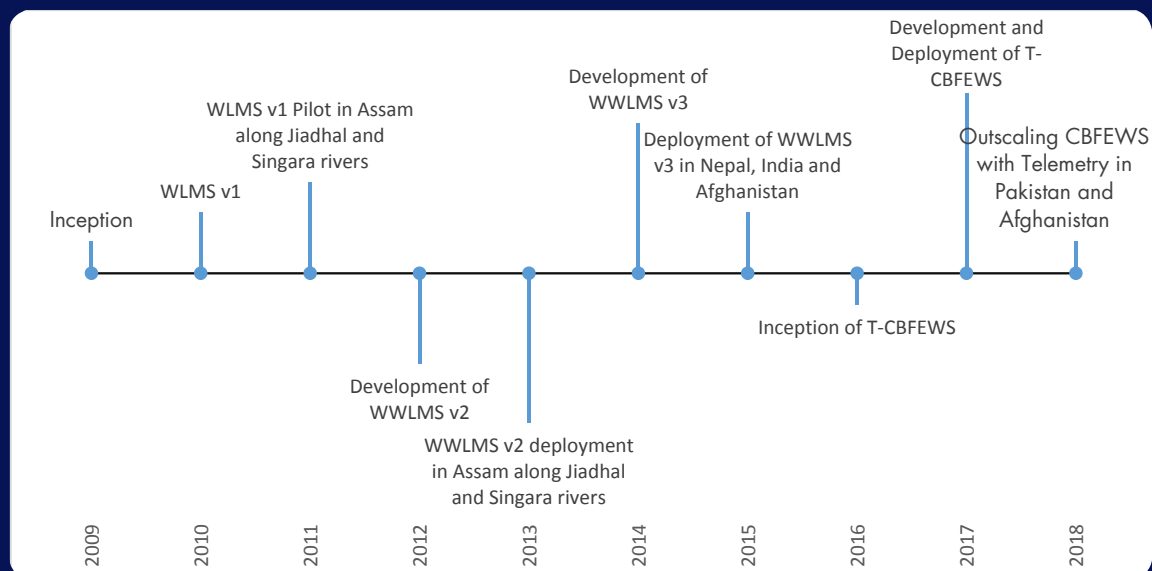 Inception
WLMS v1
WLMS v1 Pilot in Assam
along Jiadhal and
Singara rivers
Development of
WWLMS v2
WWLMS v2 deployment
in Assam along Jiadhal
and Singara rivers
Development of
WWLMS v3
Deployment of WWLMS
v3 in Nepal, India and
Afghanistan
Inception of T-CBFEWS
Development and
Deployment of T-
CBFEWS
Outscaling CBFEWS
with Telemetry in
Pakistan and
Afghanistan
2009
2010
2011
2012
2013
2014
2015
2016
2017
2018